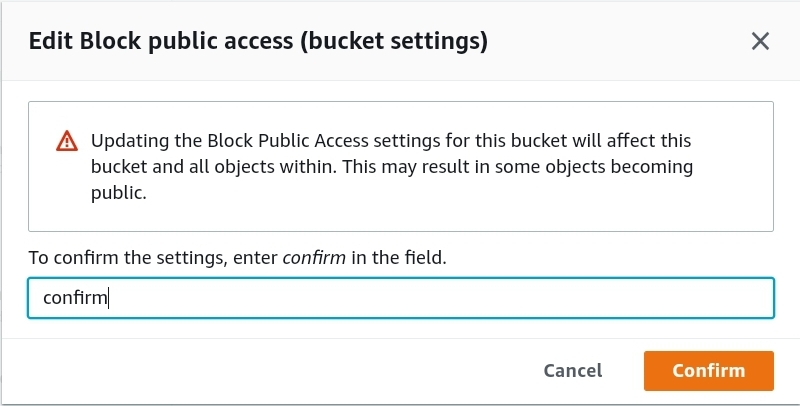 Edit Block public access (bucket settings)
Updating the Block Public Access settings for this bucket will affect this
bucket and all objects within. This may result in some objects becoming
public.
To confirm the settings, enter confirm in the field.
confirm
Cancel
Confirm